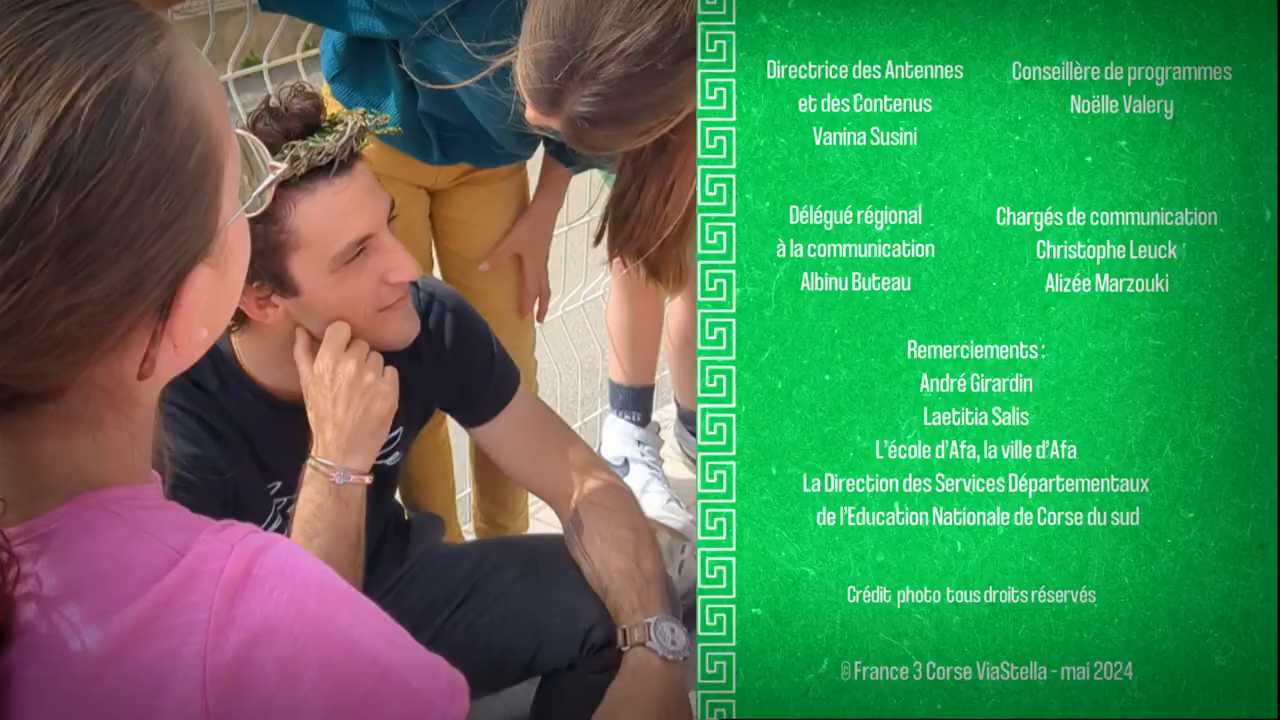 Directrice des Antennes
et des Contenus
Vanina Susini
Conseillère de programmes
Noëlle Valery
Délégué régional
à la communication
Albinu Buteau
Chargés de communication
Christophe Leuck
Alizée Marzouki
Remerciements :
André Girardin
Laetitia Salis
L'école d'Afa, la ville d'Afa
La Direction des Services Départementaux
de l'Education Nationale de Corse du sud
Crédit photo tous droits réservés
© France 3 Corse ViaStella - mai 2024